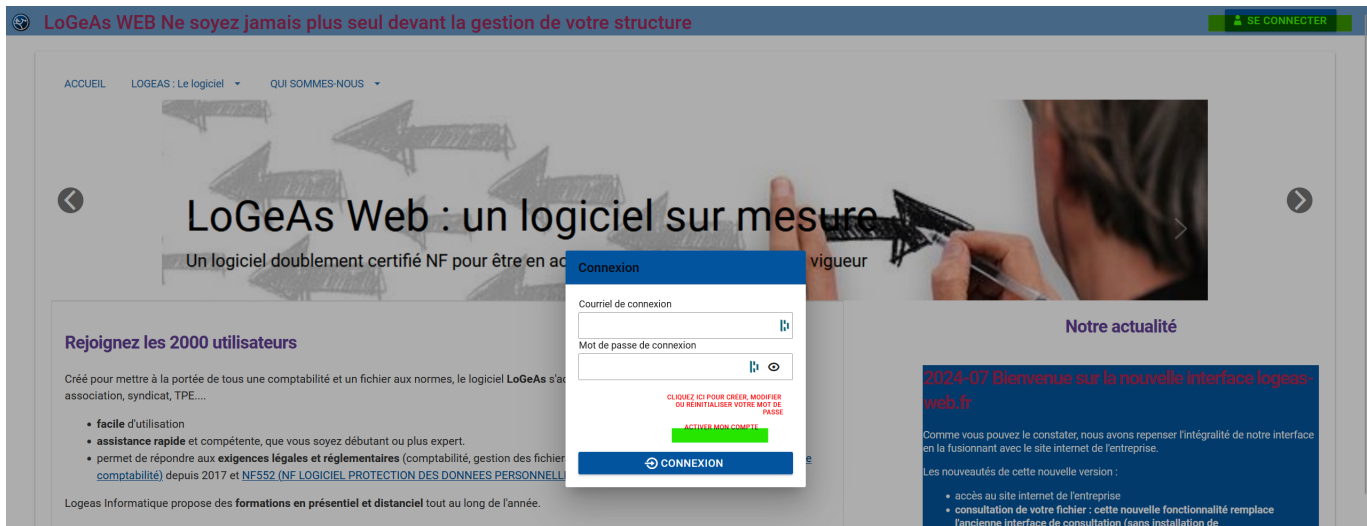 LoGeAs WEB Ne soyez jamais plus seul devant la gestion de votre structure
SE CONNECTER
ACCUEIL
LOGEAS : Le logiciel
QUI SOMMES-NOUS
LoGeAs Web : un logiciel sur mesure
Un logiciel doublement certifié NF pour être en ac
vigueur
Connexion
Courriel de connexion
Mot de passe de connexion
CLIQUEZ ICI POUR CRÉER, MODIFIER
OU RÉINITIALISER VOTRE MOT DE
PASSE
ACTIVER MON COMPTE
CONNEXION
Rejoignez les 2000 utilisateurs
Créé pour mettre à la portée de tous une comptabilité et un fichier aux normes, le logiciel LoGeAs s'ac
association, syndicat, TPE....
facile d'utilisation
assistance rapide et compétente, que vous soyez débutant ou plus expert.
permet de répondre aux exigences légales et réglementaires (comptabilité, gestion des fichier
e
comptabilité) depuis 2017 et NF552 (NF LOGICIEL PROTECTION DES DONNEES PERSONNELL
Logeas Informatique propose des formations en présentiel et distanciel tout au long de l'année.
Notre actualité
2024-07 Bienvenue sur la nouvelle interface logeas-
web.fr
Comme vous pouvez le constater, nous avons repenser l'intégralité de notre interface
en la fusionnant avec le site internet de l'entreprise.
Les nouveautés de cette nouvelle version :
accès au site internet de l'entreprise
consultation de votre fichier : cette nouvelle fonctionnalité remplace
l'ancienne interface de consultation (sans installation de